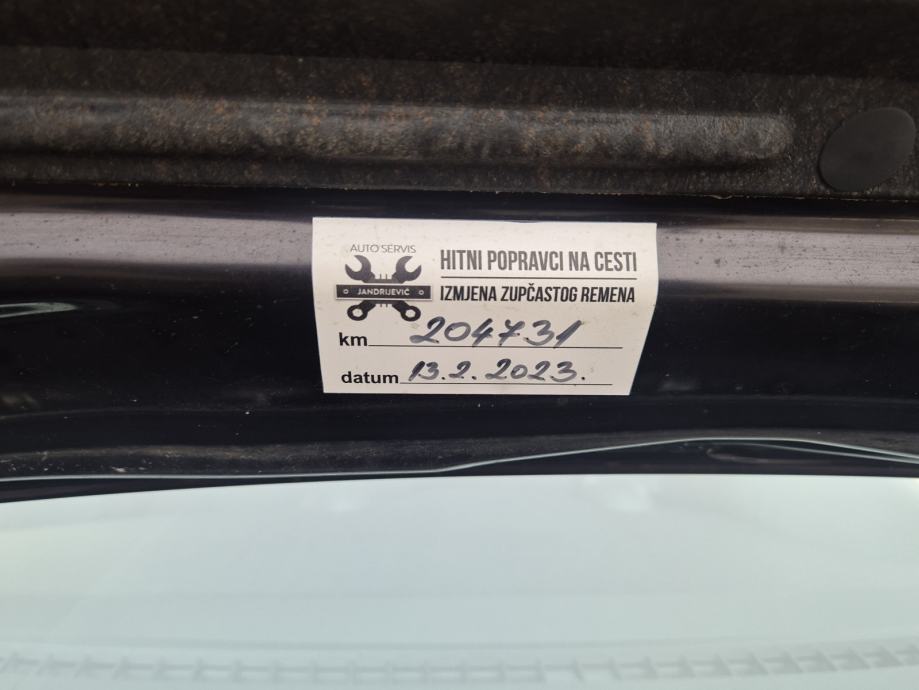 AUTO SERVIS
JANDRIJEVIĆ
HITNI POPRAVCI NA CESTI
IZMJENA ZUPČASTOG REMENA
km 204731
datum 13.2.2023.